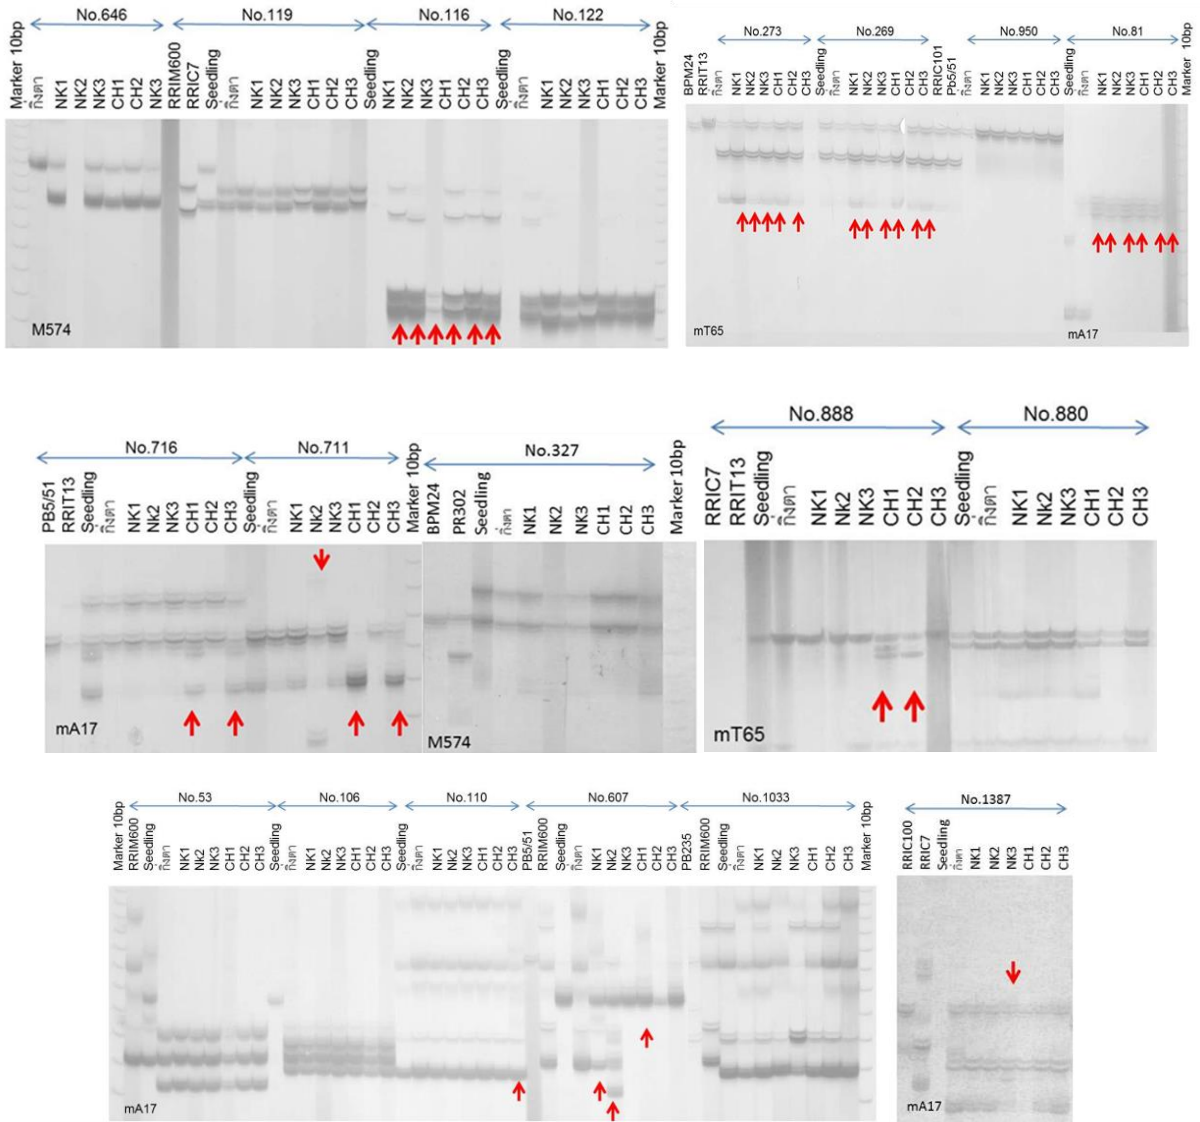 No.646 No.119 No.116 No.122
Marker 10bp กิ่งตา NK1 NK2 NK3 CH1 CH2 CH3 RRIM600 RRIC7 Seedling กิ่งตา NK1 NK2 NK3 CH1 CH2 CH3 Seedling NK1 NK2 NK3 CH1 CH2 CH3 Seedling กิ่งตา NK1 NK2 NK3 CH1 CH2 CH3 Marker 10bp
M574
No.273 No.269 No.950 No.81
BPM24 RRIT13 กิ่งตา NK1 NK2 NK3 CH1 CH2 CH3 Seedling กิ่งตา NK1 NK2 NK3 CH1 CH2 CH3 RRIC101 Pb5/51 กิ่งตา NK1 NK2 NK3 CH1 CH2 CH3 Seedling กิ่งตา NK1 NK2 NK3 CH1 CH2 CH3 Marker 10bp
mT65 mA17
No.716 No.711 No.327
PB5/51 RRIT13 Seedling กิ่งตา NK1 Nk2 NK3 CH1 CH2 CH3 Seedling กิ่งตา NK1 Nk2 NK3 CH1 CH2 CH3 Marker 10bp BPM24 PR302 Seedling กิ่งตา NK1 NK2 NK3 CH1 CH2 CH3 Marker 10bp
mA17 M574
No.888 No.880
RRIC7 RRIT13 Seedling กิ่งตา NK1 Nk2 NK3 CH1 CH2 CH3 Seedling กิ่งตา NK1 NK2 NK3 CH1 CH2 CH3
mT65
No.53 No.106 No.110 No.607 No.1033
Marker 10bp RRIM600 Seedling กิ่งตา NK1 Nk2 NK3 CH1 CH2 CH3 Seedling กิ่งตา NK1 Nk2 NK3 CH1 CH2 CH3 Seedling กิ่งตา NK1 NK2 NK3 CH1 CH2 CH3 PB5/51 RRIM600 Seedling กิ่งตา NK1 Nk2 NK3 CH1 CH2 CH3 PB235 RRIM600 Seedling กิ่งตา NK1 NK2 NK3 CH1 CH2 CH3 Marker 10bp
mA17
No.1387
RRIC100 RRIC7 Seedling กิ่งตา NK1 NK2 NK3 CH1 CH2 CH3
mA17